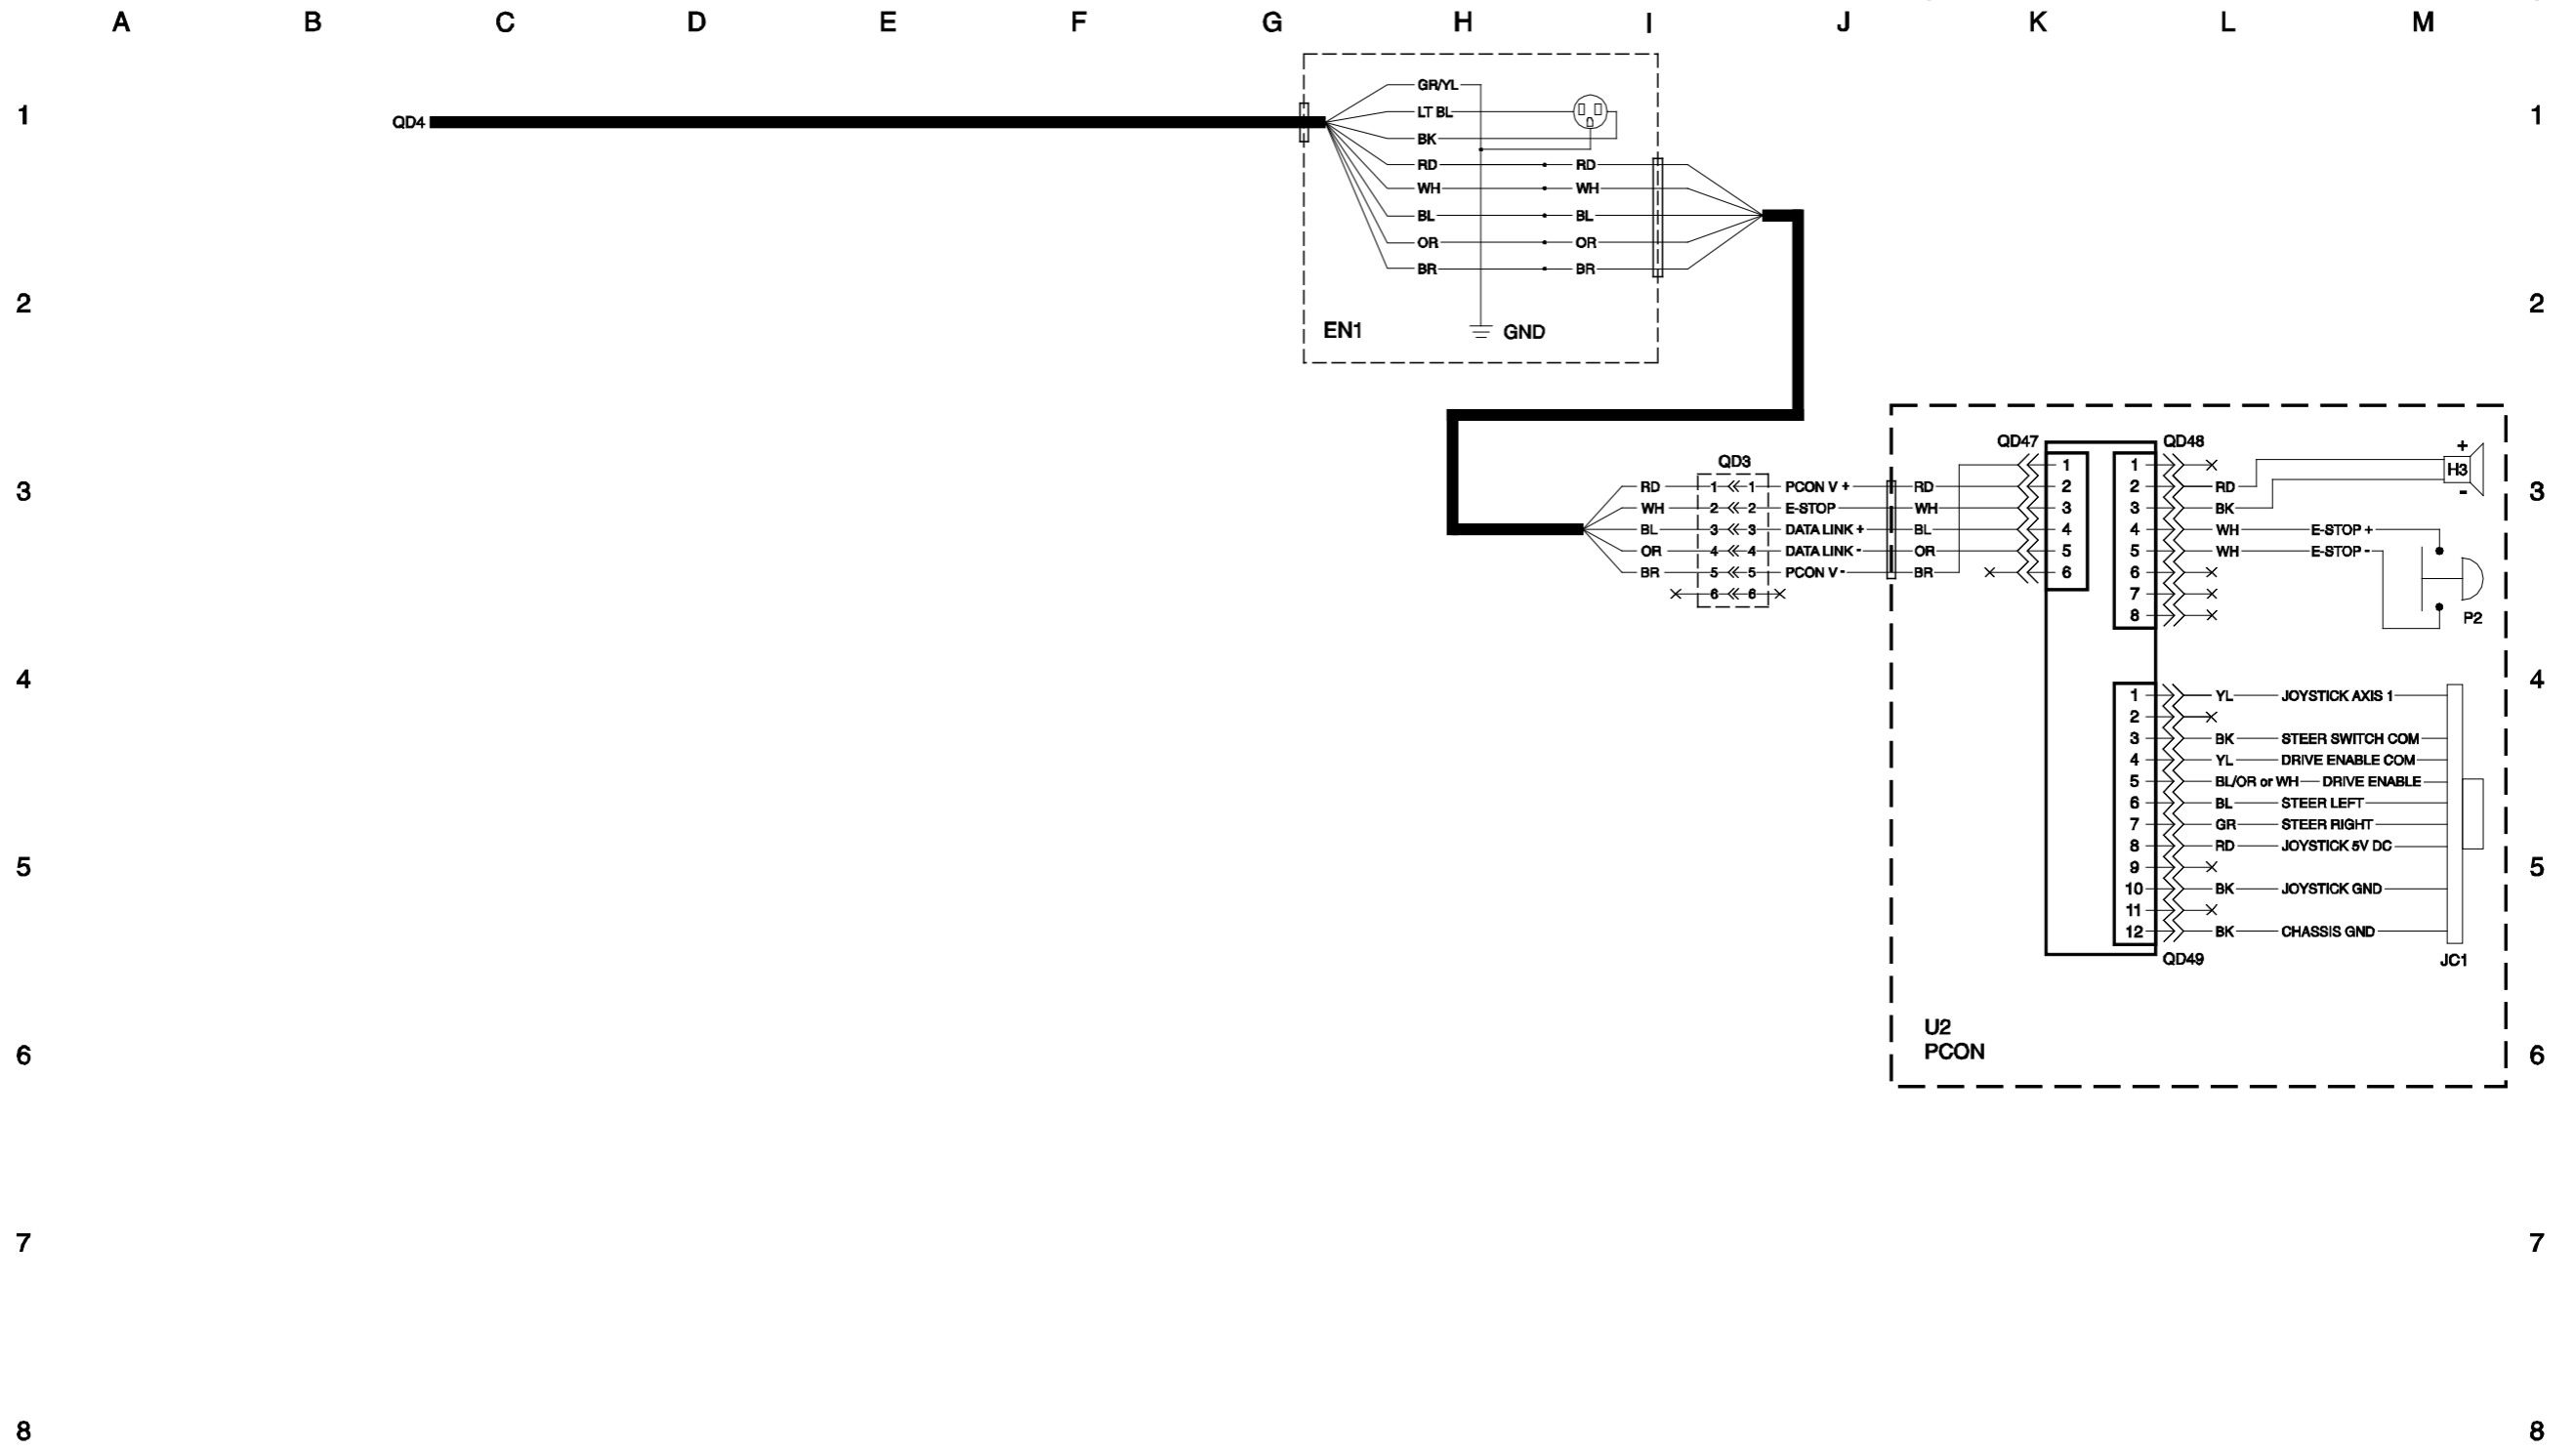 A B C D E F G H I J K L M
1 1
QD4
GR/YL
LT BL
BK
RD RD
WH WH
BL BL
OR OR
BR BR
2 2
EN1 GND
3 3
QD3
RD 1 1 PCON V + RD
WH 2 2 E-STOP WH
BL 3 3 DATA LINK + BL
OR 4 4 DATA LINK - OR
BR 5 5 PCON V - BR
6 6
QD47
1
2
3
4
5
6
QD48
1
2 RD
3 BK
4 WH E-STOP +
5 WH E-STOP -
6
7
8
+
H3
-
P2
4 4
1 YL JOYSTICK AXIS 1
2
3 BK STEER SWITCH COM
4 YL DRIVE ENABLE COM
5 BL/OR or WH DRIVE ENABLE
6 BL STEER LEFT
7 GR STEER RIGHT
8 RD JOYSTICK 5V DC
9
10 BK JOYSTICK GND
11
12 BK CHASSIS GND
QD49 JC1
5 5
U2
PCON
6 6
7 7
8 8